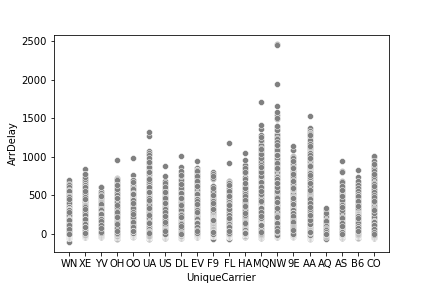 2500
2000
1500
1000
500
0
ArrDelay
WN XE YV OH OO UA US DL EV F9 FL HA MQ NW 9E AA AQ AS B6 CO
UniqueCarrier